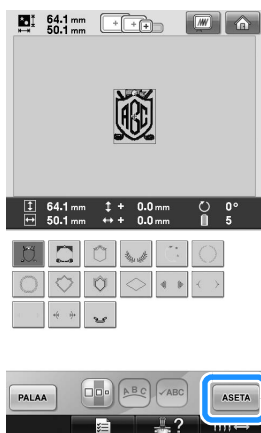 64.1 mm
50.1 mm
ABC
64.1 mm + 0.0 mm 0°
50.1 mm + 0.0 mm 5
PALAA ABC ✓ABC ASETA
?